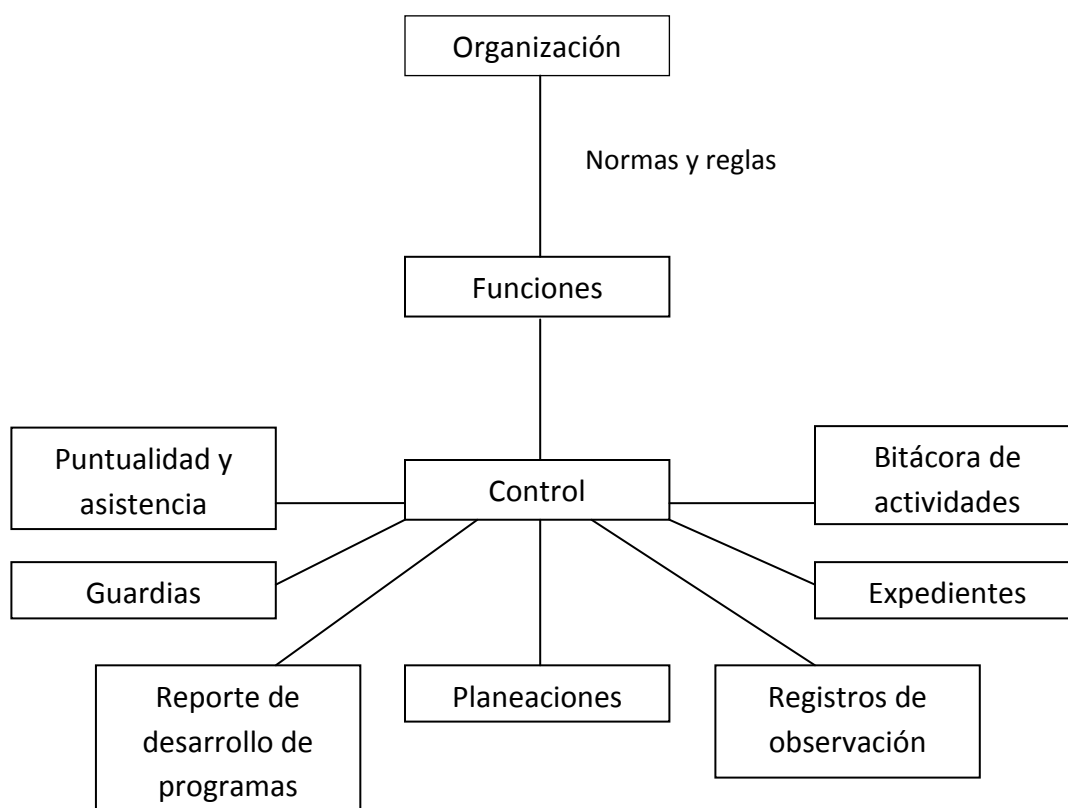 Organización
Normas y reglas
Funciones
Puntualidad y
asistencia
Control
Bitácora de
actividades
Guardias
Expedientes
Reporte de
desarrollo de
programas
Planeaciones
Registros de
observación